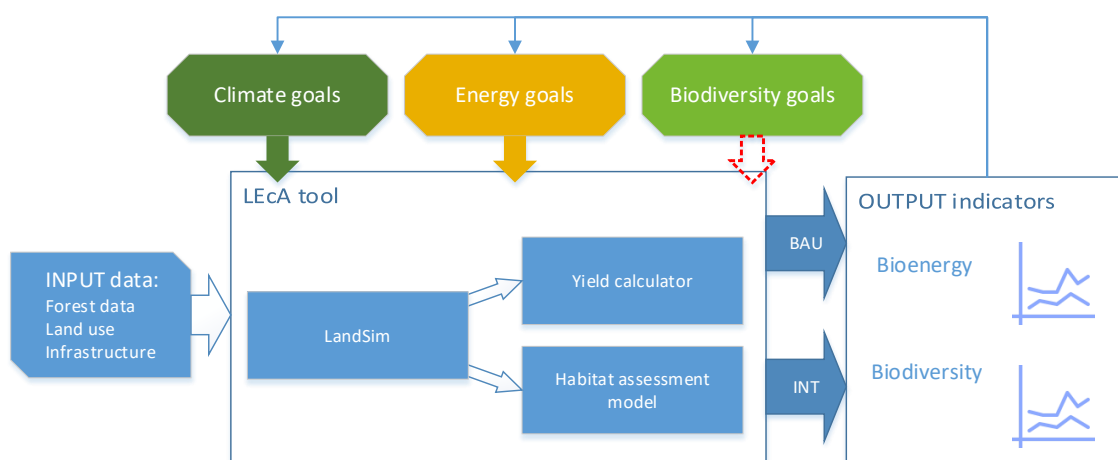 Climate goals
Energy goals
Biodiversity goals
LEcA tool
OUTPUT indicators
BAU
Bioenergy
INPUT data:
Forest data
Land use
Infrastructure
Yield calculator
LandSim
Habitat assessment
model
INT
Biodiversity